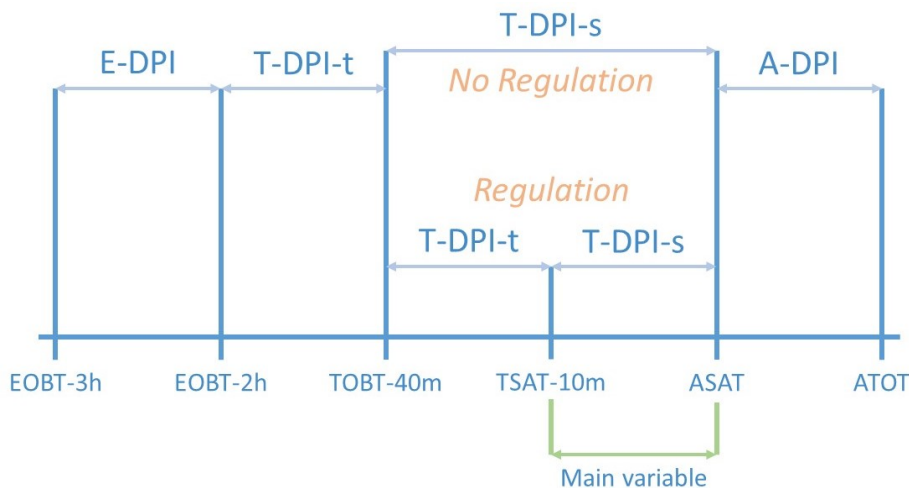 T-DPI-s
E-DPI
T-DPI-t
A-DPI
No Regulation
Regulation
T-DPI-t
T-DPI-s
EOBT-3h
EOBT-2h
TOBT-40m
TSAT-10m
ASAT
ATOT
Main variable